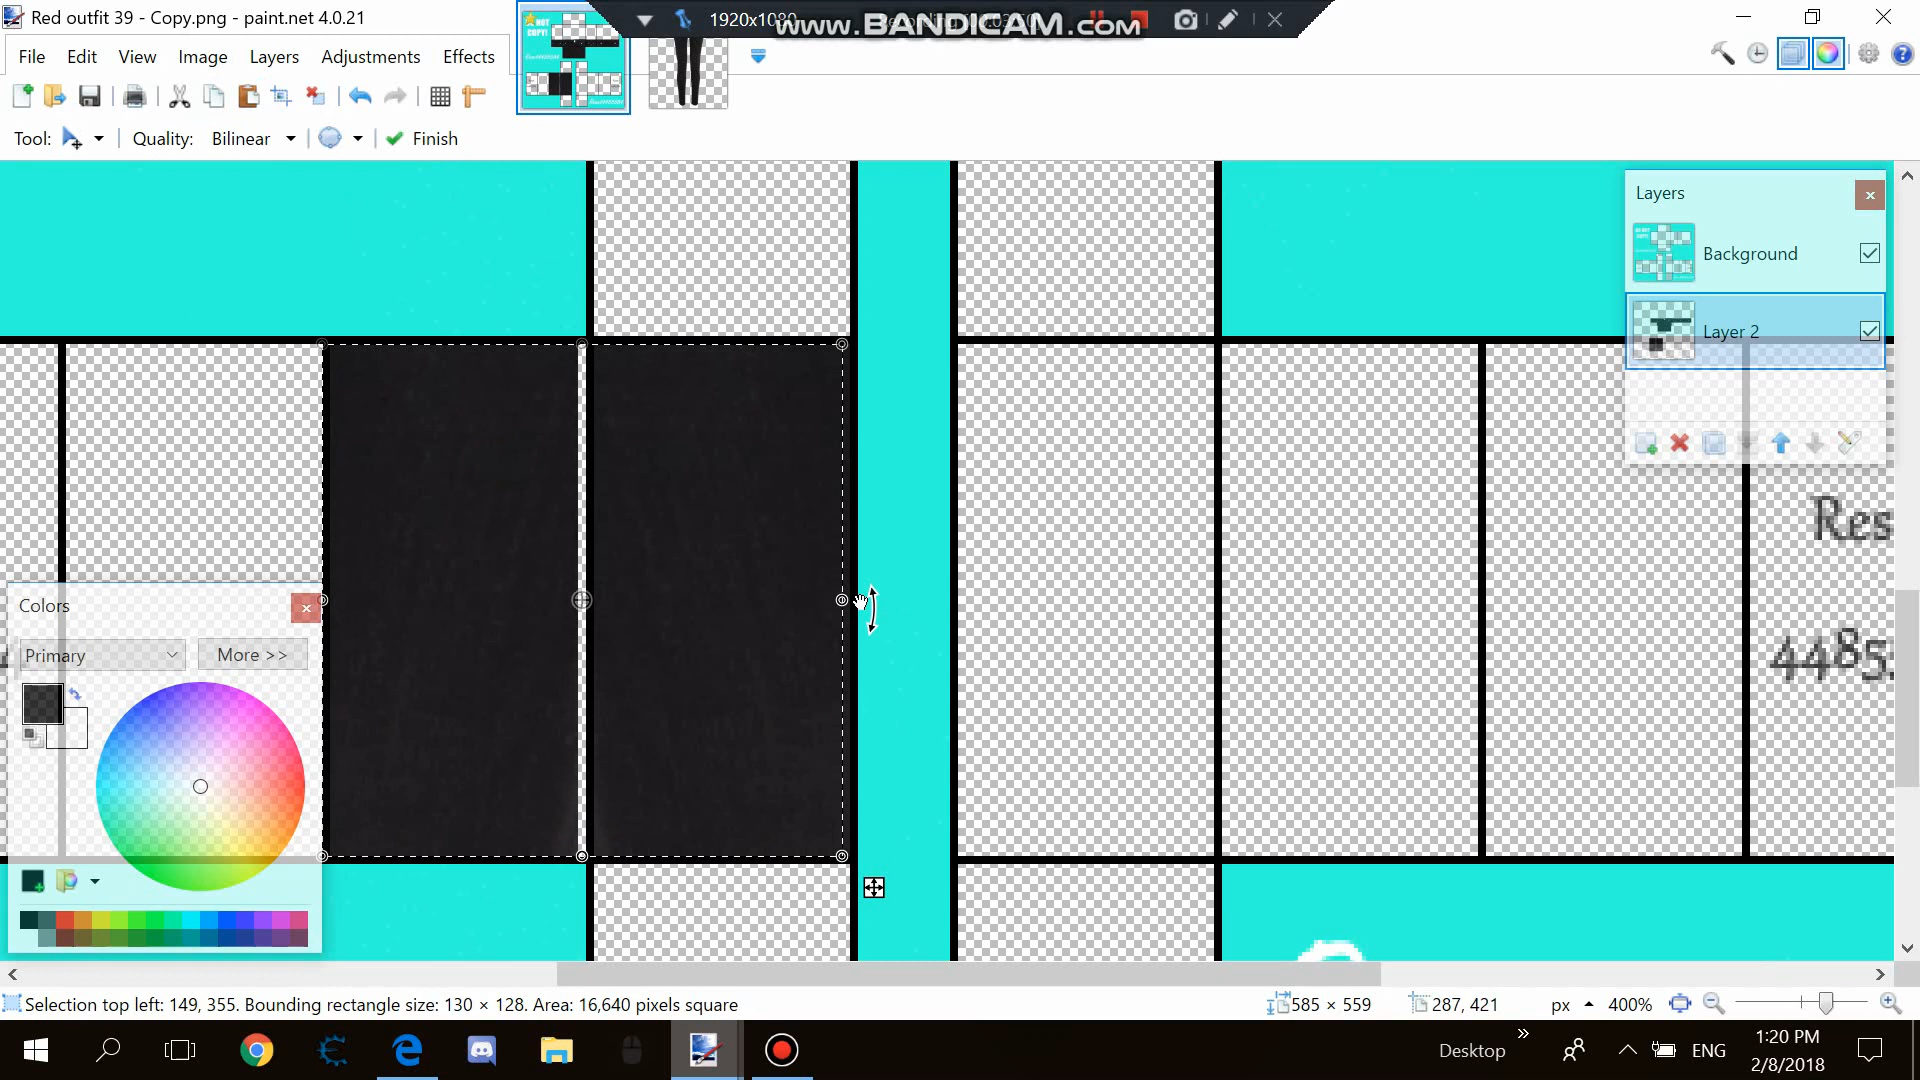 Red outfit 39 - Copy.png - paint.net 4.0.21
1920x1080
www.BANDICAM.com
File Edit View Image Layers Adjustments Effects
Tool: Quality: Bilinear Finish
Layers
Background
Layer 2
Res
4485
Colors
Primary
More >>
Selection top left: 149, 355. Bounding rectangle size: 130 × 128. Area: 16,640 pixels square
585 × 559
287, 421
px
400%
Desktop
ENG
1:20 PM
2/8/2018